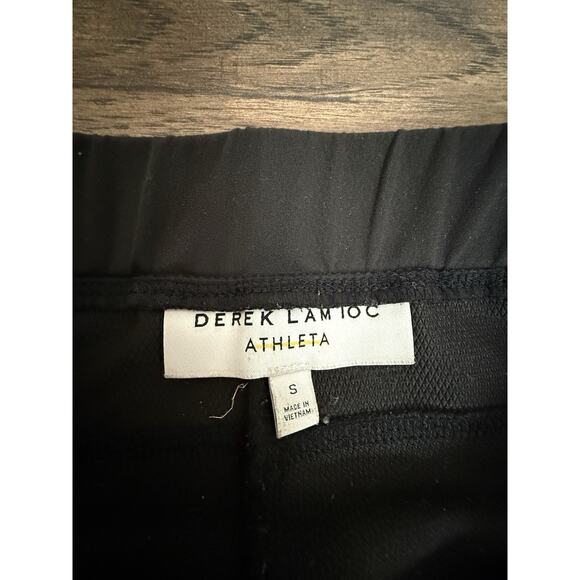 DEREK LAM 10C
ATHLETA
S
MADE IN
VIETNAM